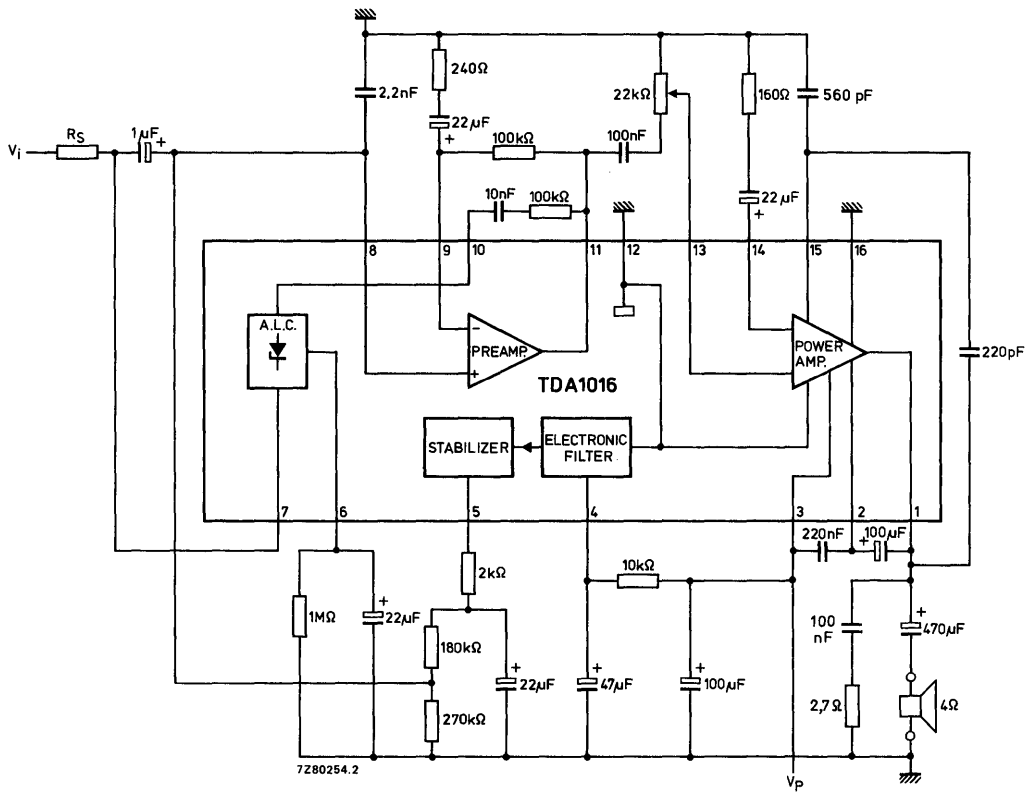 240Ω
22kΩ
160Ω
560 pF
2,2nF
22µF
+
100kΩ
100nF
Vi
RS
1µF
+
10nF
100kΩ
22µF
+
8
9
10
11
12
13
14
15
16
A.L.C.
−
PREAMP.
+
POWER
AMP.
220pF
TDA1016
STABILIZER
ELECTRONIC
FILTER
7
6
5
4
3
2
1
220nF
+
100µF
2kΩ
10kΩ
1MΩ
+
22µF
180kΩ
+
22µF
+
47µF
+
100µF
100
nF
+
470µF
270kΩ
2,7Ω
4Ω
7Z80254.2
VP